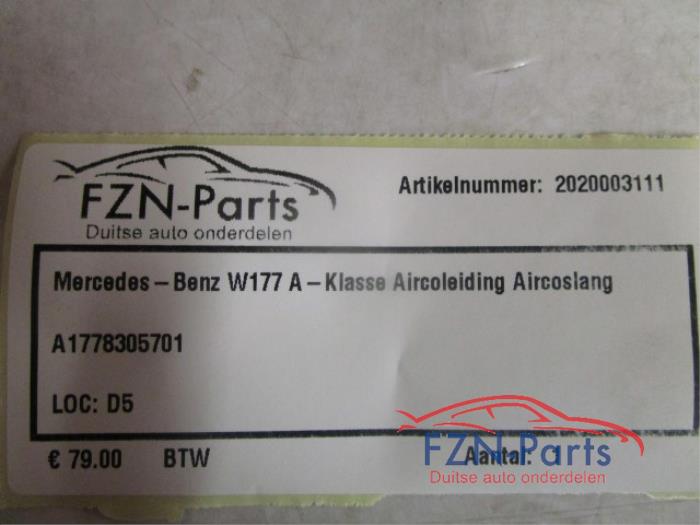 FZN-Parts
Duitse auto onderdelen
Artikelnummer: 2020003111
Mercedes - Benz W177 A - Klasse Aircoleiding Aircoslang
A1778305701
LOC: D5
€ 79.00 BTW Aantal: 1
FZN-Parts
Duitse auto onderdelen